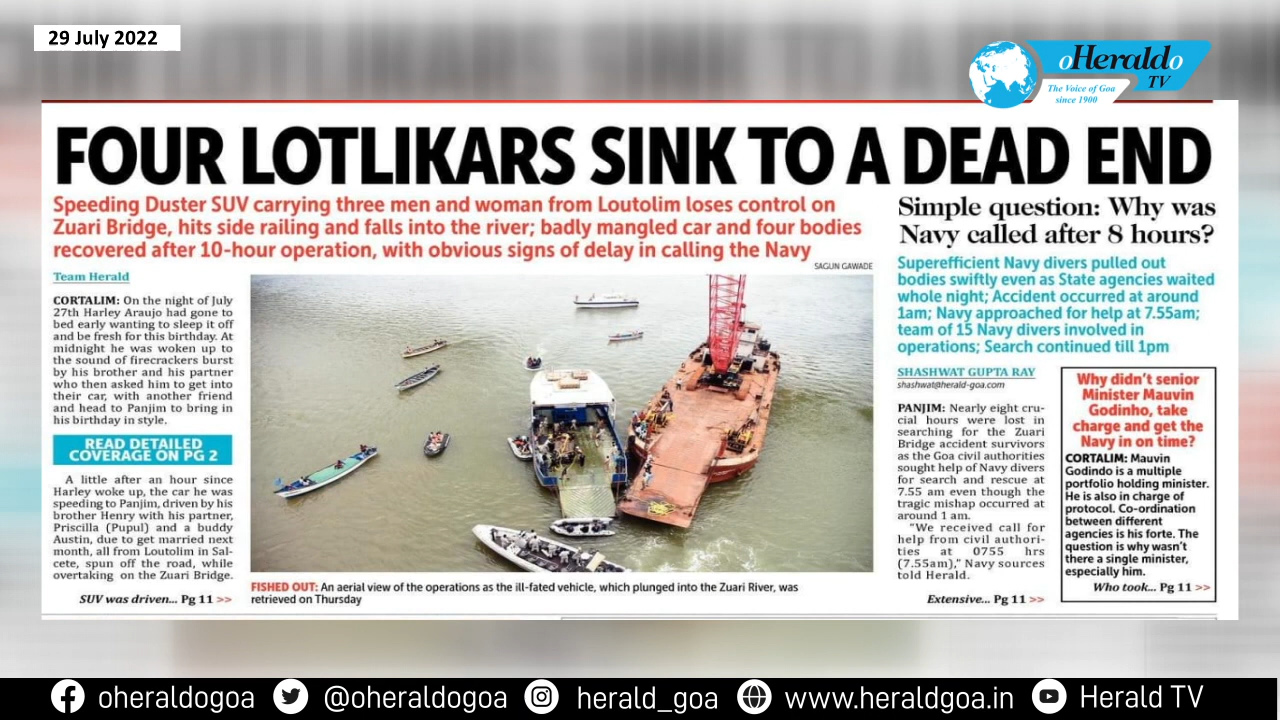 29 July 2022
oHeraldo
TV
The Voice of Goa
since 1900
FOUR LOTLIKARS SINK TO A DEAD END
Speeding Duster SUV carrying three men and woman from Loutolim loses control on
Zuari Bridge, hits side railing and falls into the river; badly mangled car and four bodies
recovered after 10-hour operation, with obvious signs of delay in calling the Navy
SAGUN GAWADE
Team Herald
CORTALIM: On the night of July
27th Harley Araujo had gone to
bed early wanting to sleep it off
and be fresh for this birthday. At
midnight he was woken up to
the sound of firecrackers burst
by his brother and his partner
who then asked him to get into
their car, with another friend
and head to Panjim to bring in
his birthday in style.
READ DETAILED
COVERAGE ON PG 2
A little after an hour since
Harley woke up, the car he was
speeding to Panjim, driven by his
brother Henry with his partner,
Priscilla (Pupul) and a buddy
Austin, due to get married next
month, all from Loutolim in Sal-
cete, spun off the road, while
overtaking on the Zuari Bridge.
SUV was driven... Pg 11 >>
FISHED OUT: An aerial view of the operations as the ill-fated vehicle, which plunged into the Zuari River, was
retrieved on Thursday
Simple question: Why was
Navy called after 8 hours?
Superefficient Navy divers pulled out
bodies swiftly even as State agencies waited
whole night; Accident occurred at around
1am; Navy approached for help at 7.55am;
team of 15 Navy divers involved in
operations; Search continued till 1pm
SHASHWAT GUPTA RAY
shashwat@herald-goa.com
PANJIM: Nearly eight cru-
cial hours were lost in
searching for the Zuari
Bridge accident survivors
as the Goa civil authorities
sought help of Navy divers
for search and rescue at
7.55 am even though the
tragic mishap occurred at
around 1 am.
"We received call for
help from civil authori-
ties at 0755 hrs
(7.55am)," Navy sources
told Herald.
Extensive... Pg 11 >>
Why didn't senior
Minister Mauvin
Godinho, take
charge and get the
Navy in on time?
CORTALIM: Mauvin
Godindo is a multiple
portfolio holding minister.
He is also in charge of
protocol. Co-ordination
between different
agencies is his forte. The
question is why wasn't
there a single minister,
especially him.
Who took... Pg 11 >>
oheraldogoa
@oheraldogoa
herald_goa
www.heraldgoa.in
Herald TV